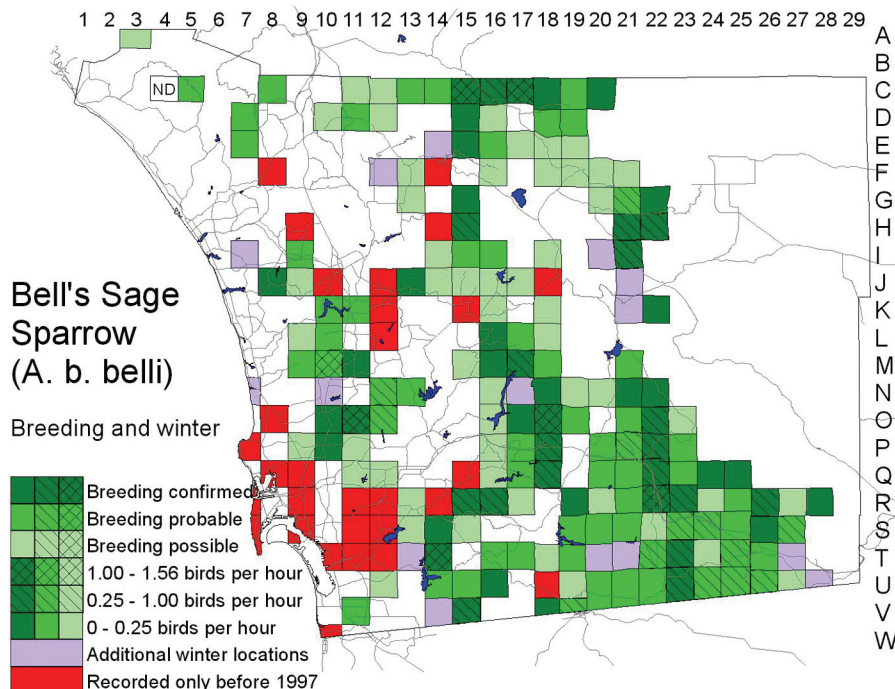 1 2 3 4 5 6 7 8 9 10 11 12 13 14 15 16 17 18 19 20 21 22 23 24 25 26 27 28 29
A
B
C
D
E
F
G
H
I
J
K
L
M
N
O
P
Q
R
S
T
U
V
W
ND
Bell's Sage
Sparrow
(A. b. belli)
Breeding and winter
Breeding confirmed
Breeding probable
Breeding possible
1.00 - 1.56 birds per hour
0.25 - 1.00 birds per hour
0 - 0.25 birds per hour
Additional winter locations
Recorded only before 1997